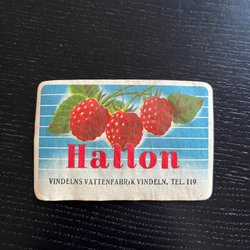 Hallon
VINDELNS VATTENFABRIK VINDELN. TEL. 119